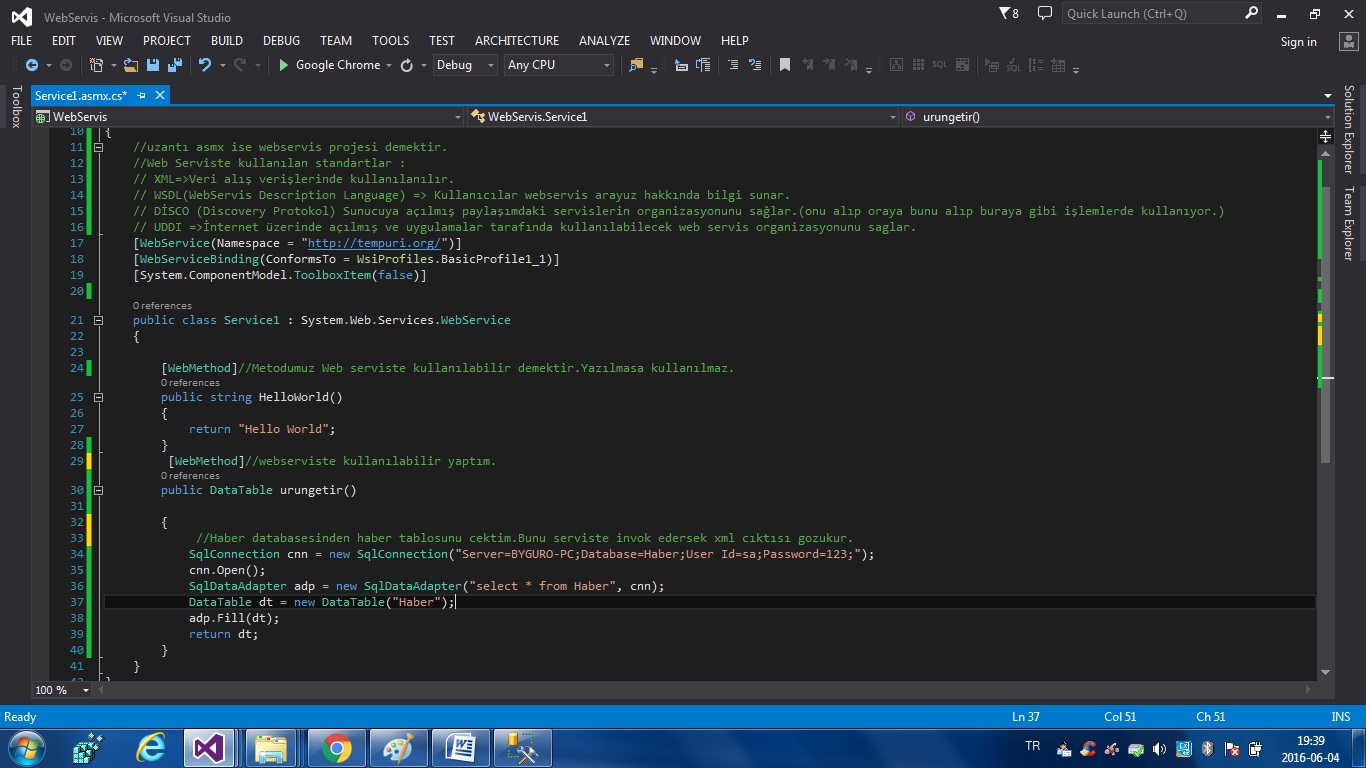 WebServis - Microsoft Visual Studio
8
Quick Launch (Ctrl+Q)
FILE EDIT VIEW PROJECT BUILD DEBUG TEAM TOOLS TEST ARCHITECTURE ANALYZE WINDOW HELP
Sign in
Google Chrome Debug Any CPU
Toolbox
Service1.asmx.cs*
Solution Explorer
Team Explorer
WebServis WebServis.Service1 urungetir()
10 {
11 //uzantı asmx ise webservis projesi demektir.
12 //Web Serviste kullanılan standartlar :
13 // XML=>Veri alış verişlerinde kullanılanılır.
14 // WSDL(WebServis Description Language) => Kullanıcılar webservis arayuz hakkında bilgi sunar.
15 // DİSCO (Discovery Protokol) Sunucuya açılmış paylaşımdaki servislerin organizasyonunu sağlar.(onu alıp oraya bunu alıp buraya gibi işlemlerde kullanıyor.)
16 // UDDI =>İnternet üzerinde açılmış ve uygulamalar tarafında kullanılabilecek web servis organizasyonunu saglar.
17 [WebService(Namespace = "http://tempuri.org/")]
18 [WebServiceBinding(ConformsTo = WsiProfiles.BasicProfile1_1)]
19 [System.ComponentModel.ToolboxItem(false)]
20
0 references
21 public class Service1 : System.Web.Services.WebService
22 {
23
24 [WebMethod]//Metodumuz Web serviste kullanılabilir demektir.Yazılmasa kullanılmaz.
0 references
25 public string HelloWorld()
26 {
27 return "Hello World";
28 }
29 [WebMethod]//webserviste kullanılabilir yaptım.
0 references
30 public DataTable urungetir()
31
32 {
33 //Haber databasesinden haber tablosunu cektim.Bunu serviste invok edersek xml cıktısı gozukur.
34 SqlConnection cnn = new SqlConnection("Server=BYGURO-PC;Database=Haber;User Id=sa;Password=123;");
35 cnn.Open();
36 SqlDataAdapter adp = new SqlDataAdapter("select * from Haber", cnn);
37 DataTable dt = new DataTable("Haber");
38 adp.Fill(dt);
39 return dt;
40 }
41 }
42 }
100 %
Ready Ln 37 Col 51 Ch 51 INS
TR
19:39
2016-06-04